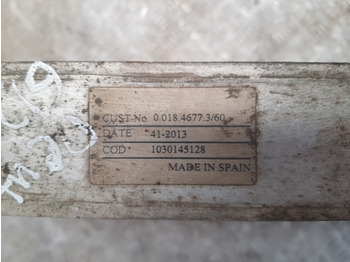 CUST-No. 0.018.4677.3/60
DATE 41-2013
COD* 1030145128
MADE IN SPAIN